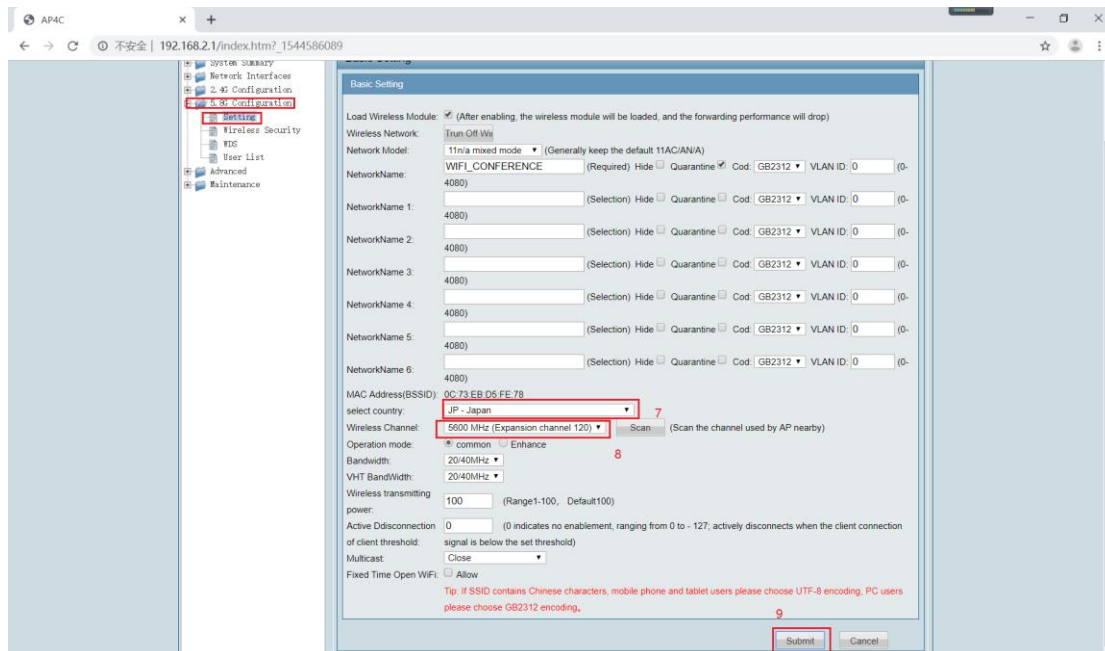 AP4C
不安全 | 192.168.2.1/index.htm?_1544586089
System Summary
Network Interfaces
2.4G Configuration
5.8G Configuration
Setting
Wireless Security
WDS
User List
Advanced
Maintenance
Basic Setting
Basic Setting
Load Wireless Module: (After enabling, the wireless module will be loaded, and the forwarding performance will drop)
Wireless Network: Trun Off Wi
Network Model: 11n/a mixed mode (Generally keep the default 11AC/AN/A)
NetworkName: WIFI_CONFERENCE (Required) Hide Quarantine Cod: GB2312 VLAN ID: 0 (0-
4080)
NetworkName 1: (Selection) Hide Quarantine Cod: GB2312 VLAN ID: 0 (0-
4080)
NetworkName 2: (Selection) Hide Quarantine Cod: GB2312 VLAN ID: 0 (0-
4080)
NetworkName 3: (Selection) Hide Quarantine Cod: GB2312 VLAN ID: 0 (0-
4080)
NetworkName 4: (Selection) Hide Quarantine Cod: GB2312 VLAN ID: 0 (0-
4080)
NetworkName 5: (Selection) Hide Quarantine Cod: GB2312 VLAN ID: 0 (0-
4080)
NetworkName 6: (Selection) Hide Quarantine Cod: GB2312 VLAN ID: 0 (0-
4080)
MAC Address(BSSID): 0C:73:EB:D5:FE:78
select country: JP - Japan 7
Wireless Channel: 5600 MHz (Expansion channel 120) Scan (Scan the channel used by AP nearby)
8
Operation mode: common Enhance
Bandwidth: 20/40MHz
VHT BandWidth: 20/40MHz
Wireless transmitting
power: 100 (Range1-100, Default100)
Active Ddisconnection 0 (0 indicates no enablement, ranging from 0 to - 127; actively disconnects when the client connection
of client threshold: signal is below the set threshold)
Multicast: Close
Fixed Time Open WiFi: Allow
Tip: If SSID contains Chinese characters, mobile phone and tablet users please choose UTF-8 encoding, PC users
please choose GB2312 encoding。
9
Submit Cancel